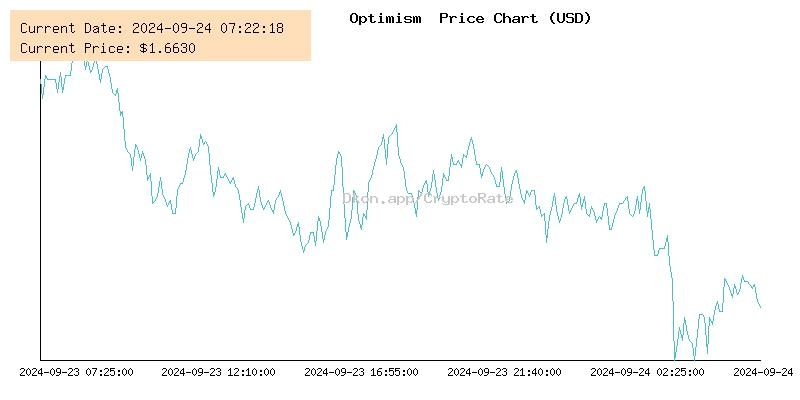 Optimism  Price Chart (USD)
Current Date: 2024-09-24 07:22:18
Current Price: $1.6630
Okon.app/CryptoRate
2024-09-23 07:25:00 2024-09-23 12:10:00 2024-09-23 16:55:00 2024-09-23 21:40:00 2024-09-24 02:25:00 2024-09-24